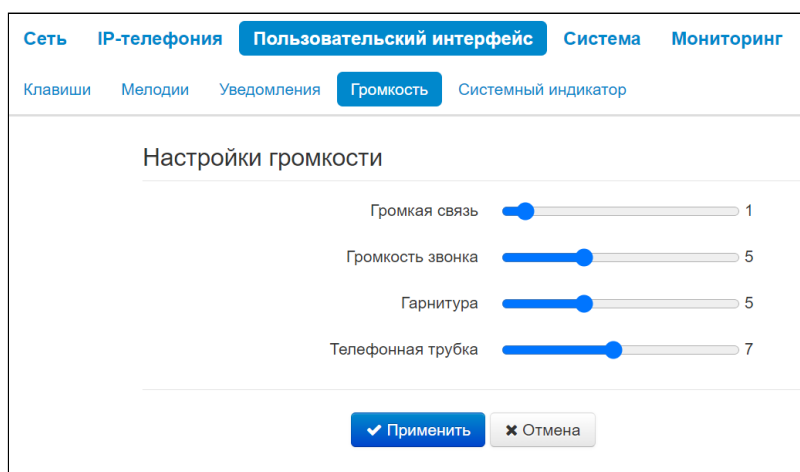 Сеть IP-телефония Пользовательский интерфейс Система Мониторинг
Клавиши Мелодии Уведомления Громкость Системный индикатор
Настройки громкости
Громкая связь 1
Громкость звонка 5
Гарнитура 5
Телефонная трубка 7
Применить Отмена